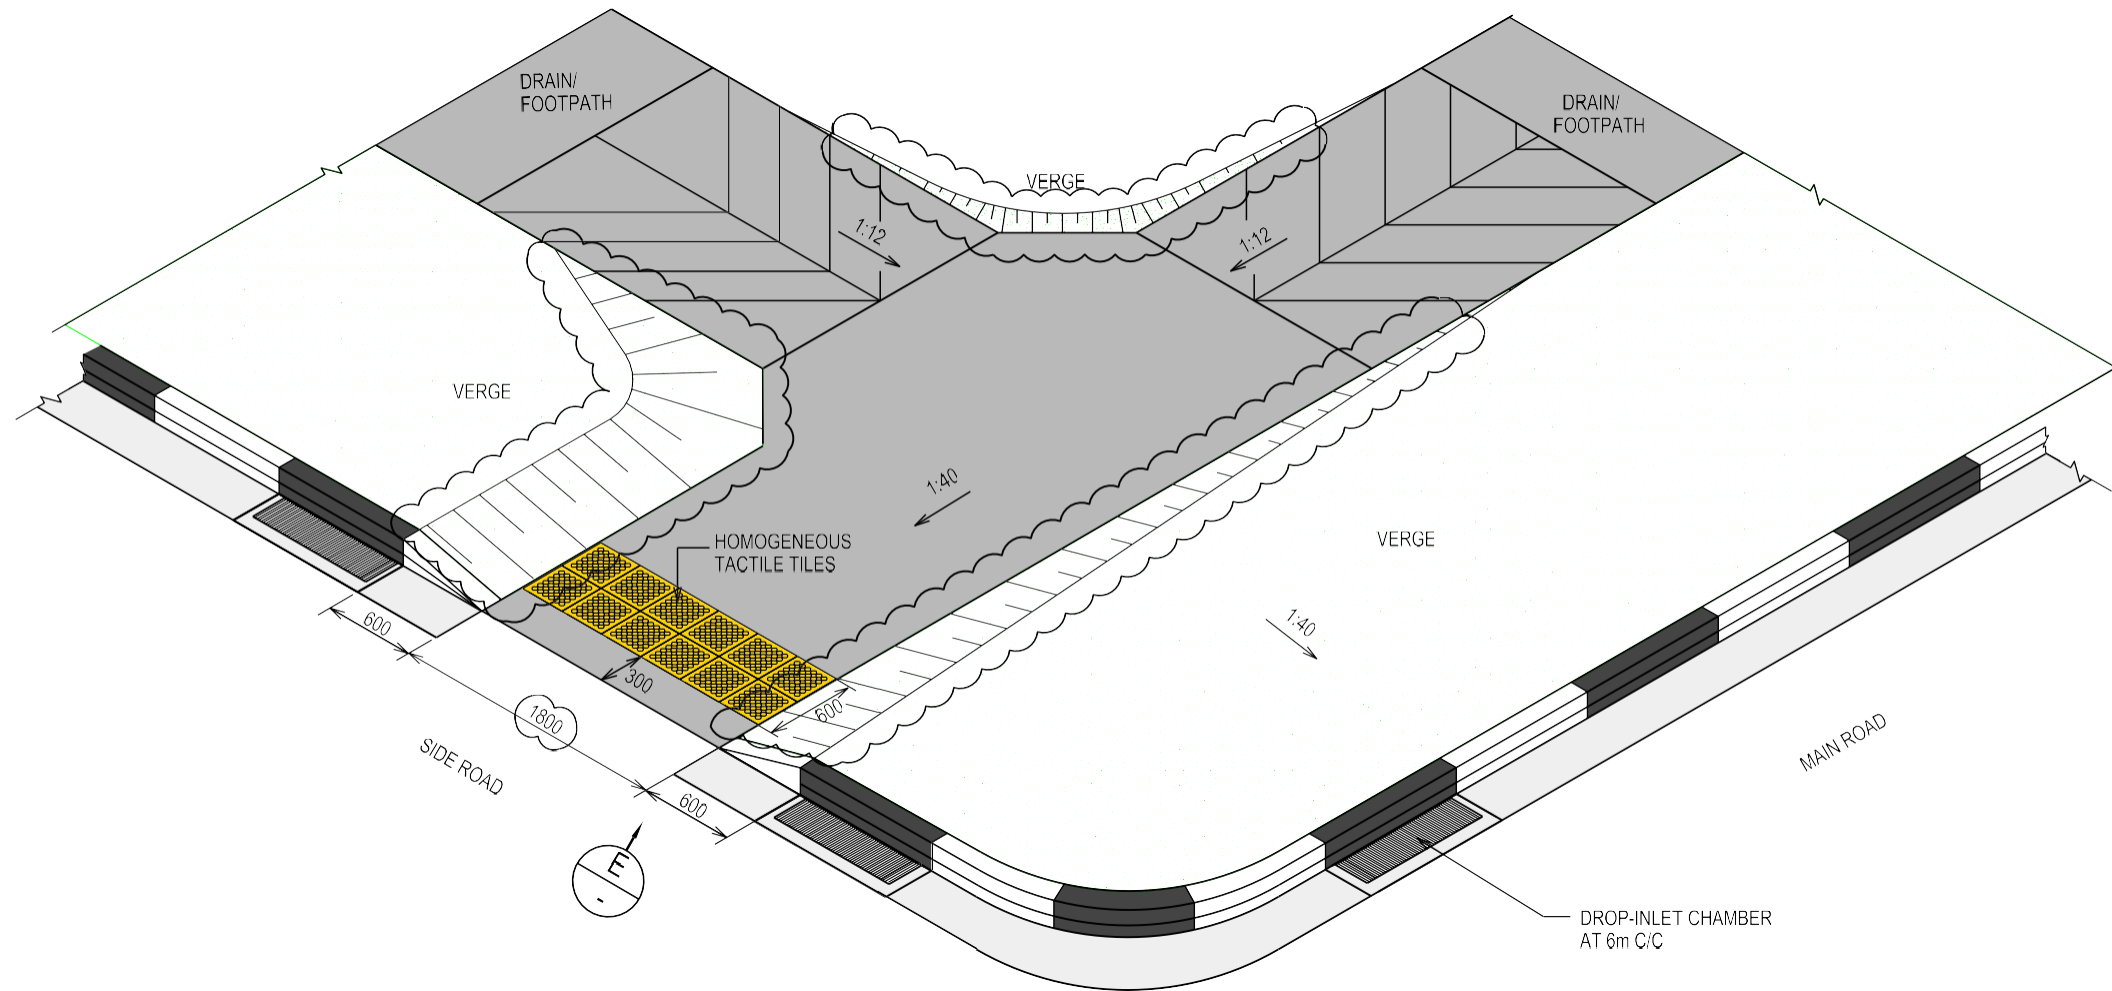 DRAIN/
FOOTPATH
DRAIN/
FOOTPATH
VERGE
1:12
1:12
VERGE
1:40
HOMOGENEOUS
TACTILE TILES
VERGE
1:40
600
300
600
1800
SIDE ROAD
MAIN ROAD
600
E
-
DROP-INLET CHAMBER
AT 6m C/C